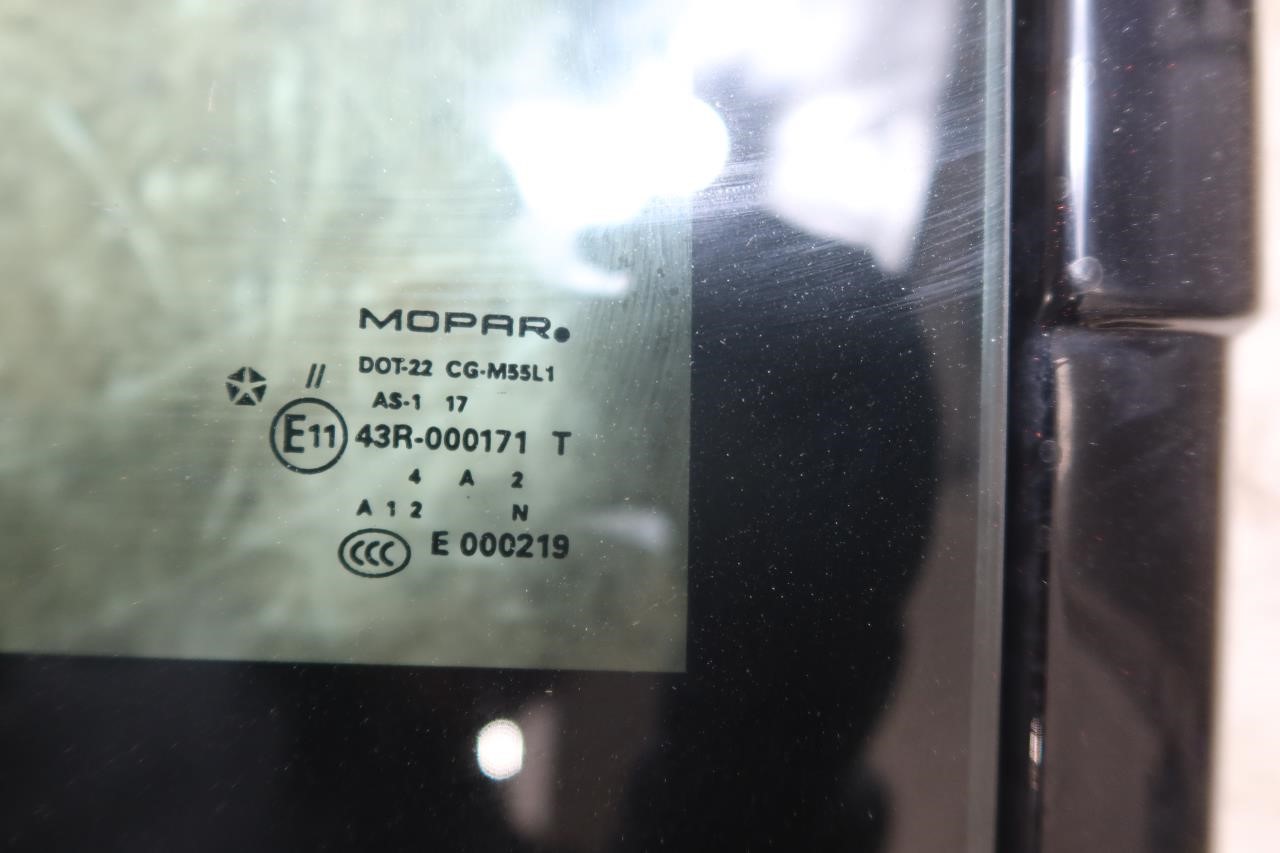 MOPAR.
//
DOT-22 CG-M55L1
AS-1 17
E11 43R-000171 T
4 A 2
A 1 2 N
CCC E 000219